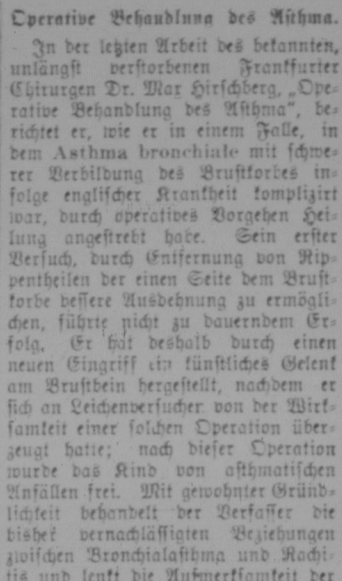 Operative Behandlung des Asthma.
In der letzten Arbeit des bekannten,
unlängst verstorbenen Frankfurter
Chirurgen Dr. Max Hirschberg, „Ope-
rative Behandlung des Asthma“, be-
richtet er, wie er in einem Falle, in
dem Asthma bronchiale mit schwe-
rer Verbildung des Brustkorbes in-
folge englischer Krankheit komplizirt
war, durch operatives Vorgehen Hei-
lung angestrebt habe. Sein erster
Versuch, durch Entfernung von Rip-
pentheilen der einen Seite dem Brust-
korbe bessere Ausdehnung zu ermögli-
chen, führte nicht zu dauerndem Er-
folg. Er hat deshalb durch einen
neuen Eingriff ein künstliches Gelenk
am Brustbein hergestellt, nachdem er
sich an Leichenversucher von der Wirk-
samkeit einer solchen Operation über-
zeugt hatte; nach dieser Operation
wurde das Kind von asthmatischen
Anfällen frei. Mit gewohnter Gründ-
lichkeit behandelt der Verfasser die
bisher vernachlässigten Beziehungen
zwischen Bronchialasthma und Rachi-
tis und lenkt die Aufmerksamkeit der